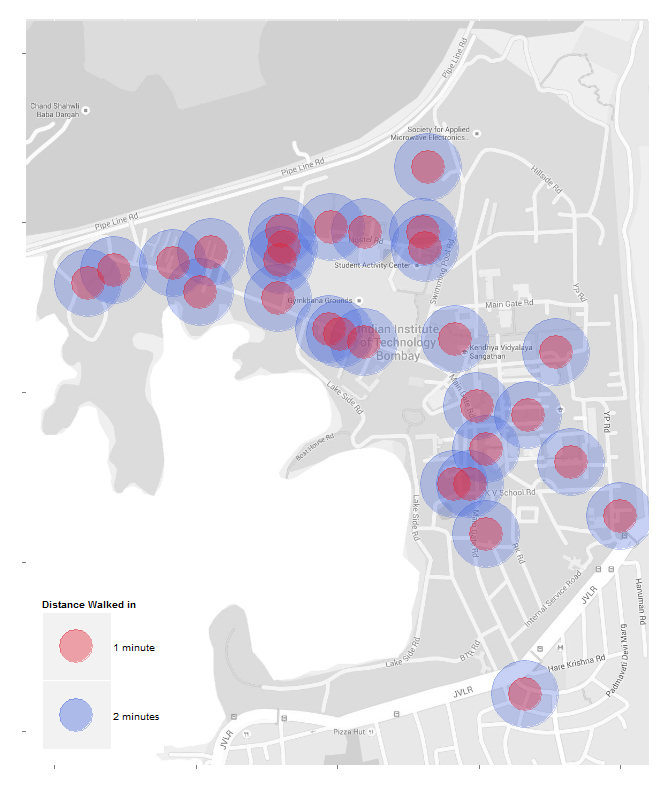 Pipe Line Rd
Chand Shanwli
Baba Dargah
Society for Applied
Microwave Electronics...
Pipe Line Rd
Hillside Rd
Pipe Line Rd
Student Activity Center
Swimming Pool Rd
YP Rd
Gymkhana Grounds
Main Gate Rd
Indian Institute
of Technology
Bombay
Kendriya Vidyalaya
Sangathan
Lake Side Rd
YP Rd
Boat House Rd
K V School Rd
Lake Side Rd
RK Rd
Internal Service Road
JVLR
Hanuman Rd
Distance Walked in
1 minute
2 minutes
Lake Side Rd
BTR Rd
Hare Krishna Rd
Padmavati Devi Marg
JVLR
JVLR
Pizza Hut